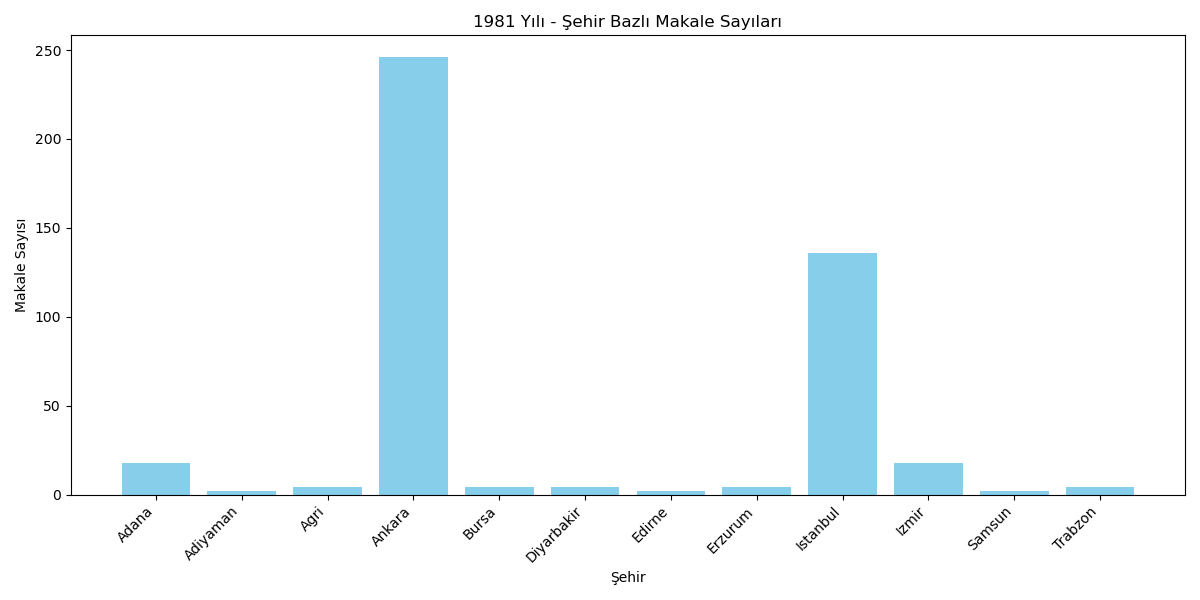 1981 Yılı - Şehir Bazlı Makale Sayıları
Makale Sayısı
250
200
150
100
50
0
Adana
Adiyaman
Agri
Ankara
Bursa
Diyarbakir
Edirne
Erzurum
Istanbul
Izmir
Samsun
Trabzon
Şehir